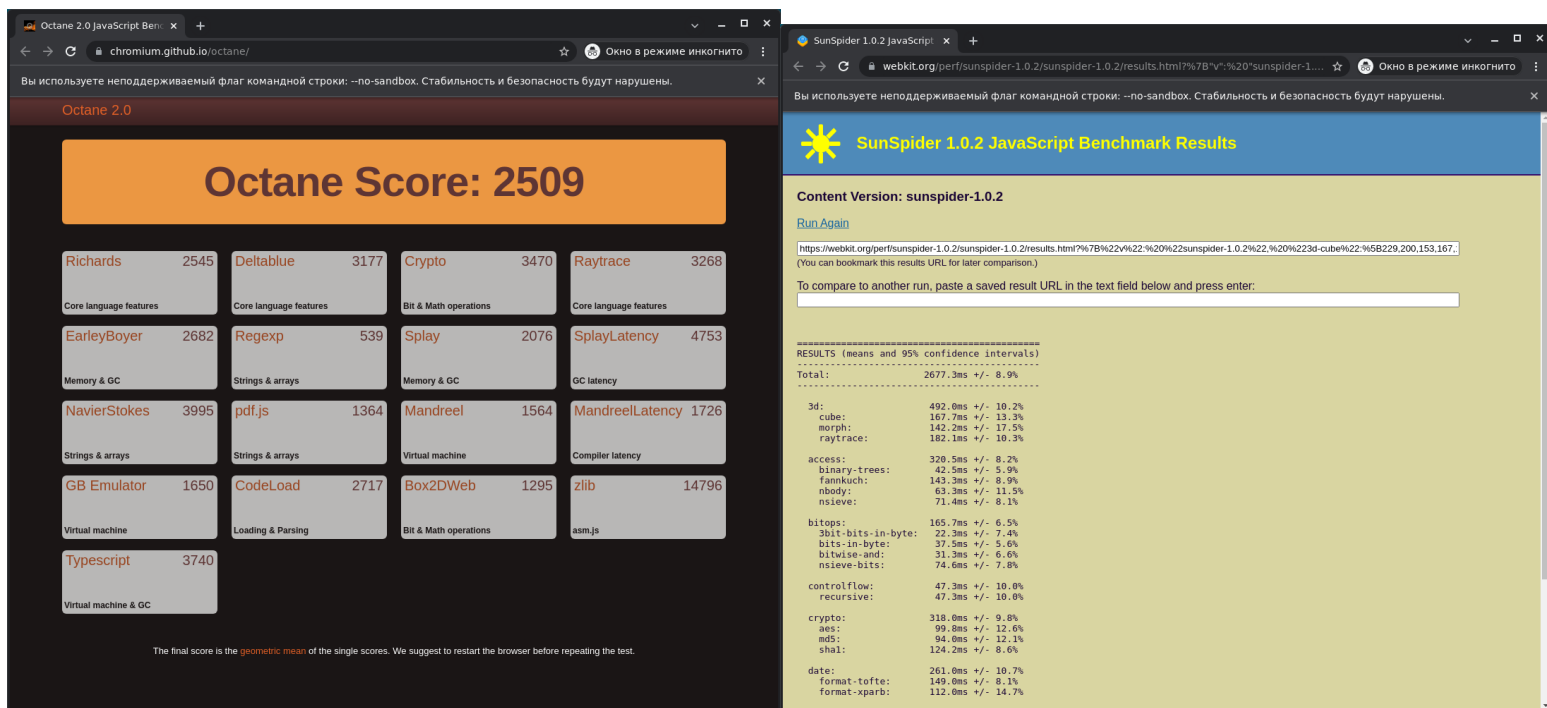 Octane 2.0 JavaScript Benc
chromium.github.io/octane/
Окно в режиме инкогнито
Вы используете неподдерживаемый флаг командной строки: --no-sandbox. Стабильность и безопасность будут нарушены.
Octane 2.0
Octane Score: 2509
Richards 2545
Core language features
Deltablue 3177
Core language features
Crypto 3470
Bit & Math operations
Raytrace 3268
Core language features
EarleyBoyer 2682
Memory & GC
Regexp 539
Strings & arrays
Splay 2076
Memory & GC
SplayLatency 4753
GC latency
NavierStokes 3995
Strings & arrays
pdf.js 1364
Strings & arrays
Mandreel 1564
Virtual machine
MandreelLatency 1726
Compiler latency
GB Emulator 1650
Virtual machine
CodeLoad 2717
Loading & Parsing
Box2DWeb 1295
Bit & Math operations
zlib 14796
asm.js
Typescript 3740
Virtual machine & GC
The final score is the geometric mean of the single scores. We suggest to restart the browser before repeating the test.
SunSpider 1.0.2 JavaScript
webkit.org/perf/sunspider-1.0.2/sunspider-1.0.2/results.html?%7B"v":%20"sunspider-1....
Окно в режиме инкогнито
Вы используете неподдерживаемый флаг командной строки: --no-sandbox. Стабильность и безопасность будут нарушены.
SunSpider 1.0.2 JavaScript Benchmark Results
Content Version: sunspider-1.0.2
Run Again
https://webkit.org/perf/sunspider-1.0.2/sunspider-1.0.2/results.html?%7B%22v%22:%20%22sunspider-1.0.2%22,%20%223d-cube%22:%5B229,200,153,167,
(You can bookmark this results URL for later comparison.)
To compare to another run, paste a saved result URL in the text field below and press enter:
============================================
RESULTS (means and 95% confidence intervals)
--------------------------------------------
Total: 2677.3ms +/- 8.9%
--------------------------------------------
3d: 492.0ms +/- 10.2%
cube: 167.7ms +/- 13.3%
morph: 142.2ms +/- 17.5%
raytrace: 182.1ms +/- 10.3%
access: 320.5ms +/- 8.2%
binary-trees: 42.5ms +/- 5.9%
fannkuch: 143.3ms +/- 8.9%
nbody: 63.3ms +/- 11.5%
nsieve: 71.4ms +/- 8.1%
bitops: 165.7ms +/- 6.5%
3bit-bits-in-byte: 22.3ms +/- 7.4%
bits-in-byte: 37.5ms +/- 5.6%
bitwise-and: 31.3ms +/- 6.6%
nsieve-bits: 74.6ms +/- 7.8%
controlflow: 47.3ms +/- 10.0%
recursive: 47.3ms +/- 10.0%
crypto: 318.0ms +/- 9.8%
aes: 99.8ms +/- 12.6%
md5: 94.0ms +/- 12.1%
sha1: 124.2ms +/- 8.6%
date: 261.0ms +/- 10.7%
format-tofte: 149.0ms +/- 8.1%
format-xparb: 112.0ms +/- 14.7%